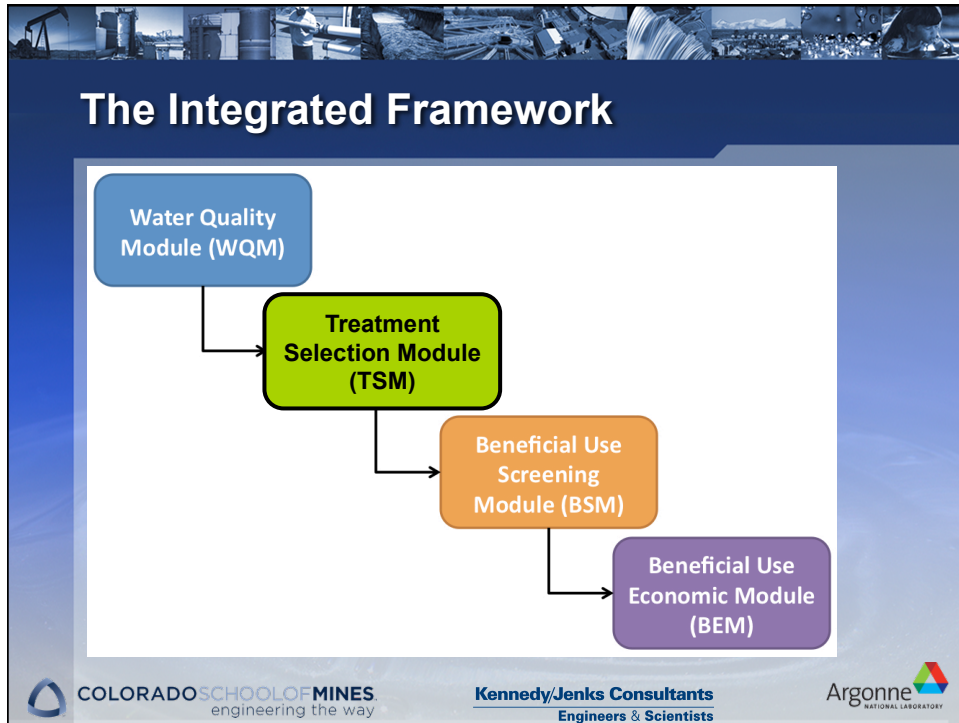 The Integrated Framework
Water Quality
Module (WQM)
Treatment
Selection Module
(TSM)
Beneficial Use
Screening
Module (BSM)
Beneficial Use
Economic Module
(BEM)
COLORADOSCHOOLOFMINES
engineering the way
Kennedy/Jenks Consultants
Engineers & Scientists
Argonne
NATIONAL LABORATORY